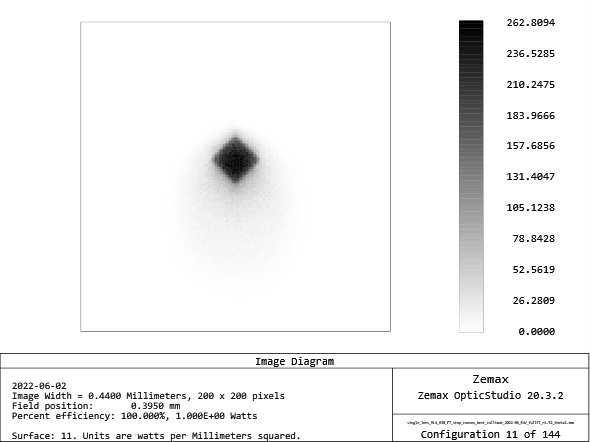 262.8094
236.5285
210.2475
183.9666
157.6856
131.4047
105.1238
78.8428
52.5619
26.2809
0.0000
Image Diagram
2022-06-02
Image Width = 0.4400 Millimeters, 200 x 200 pixels
Field position: 0.3950 mm
Percent efficiency: 100.000%, 1.000E+00 Watts
Surface: 11. Units are watts per Millimeters squared.
Zemax
Zemax OpticStudio 20.3.2
Configuration 11 of 144